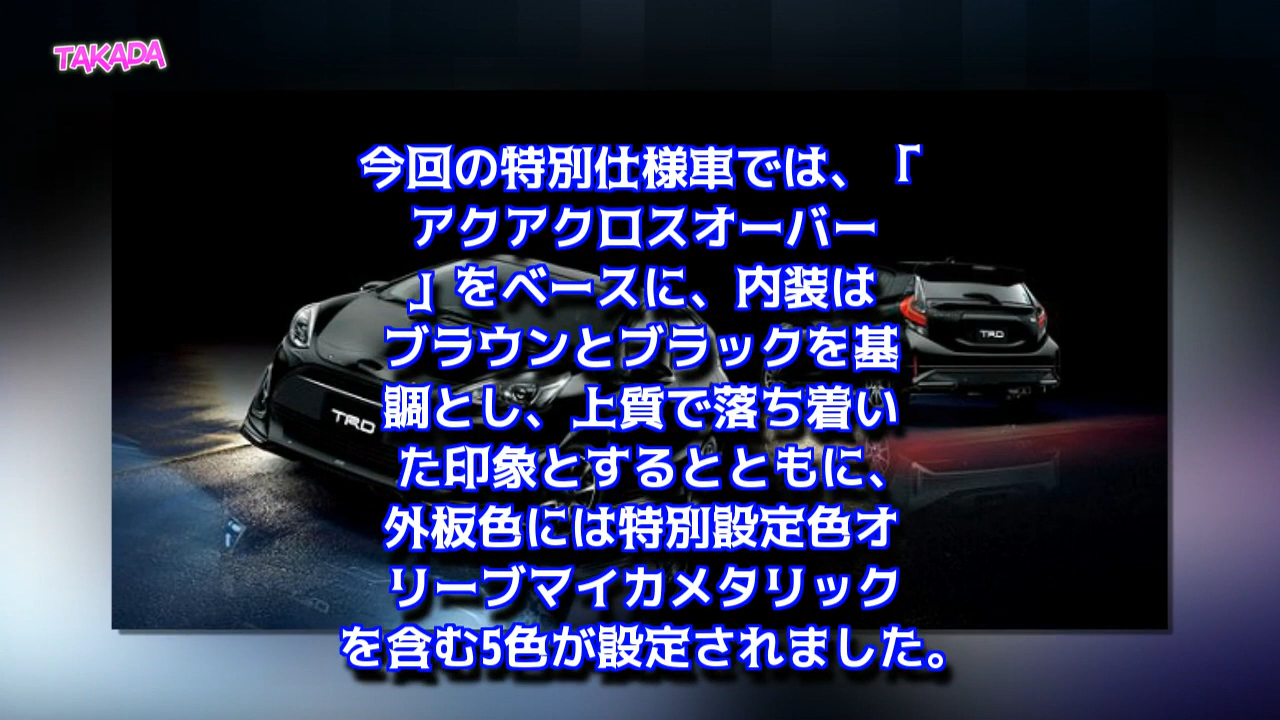 TAKADA
今回の特別仕様車では、「
アクアクロスオーバー
」をベースに、内装は
ブラウンとブラックを基
調とし、上質で落ち着い
た印象とするとともに、
外板色には特別設定色オ
リーブマイカメタリック
を含む5色が設定されました。
TRD
TRD